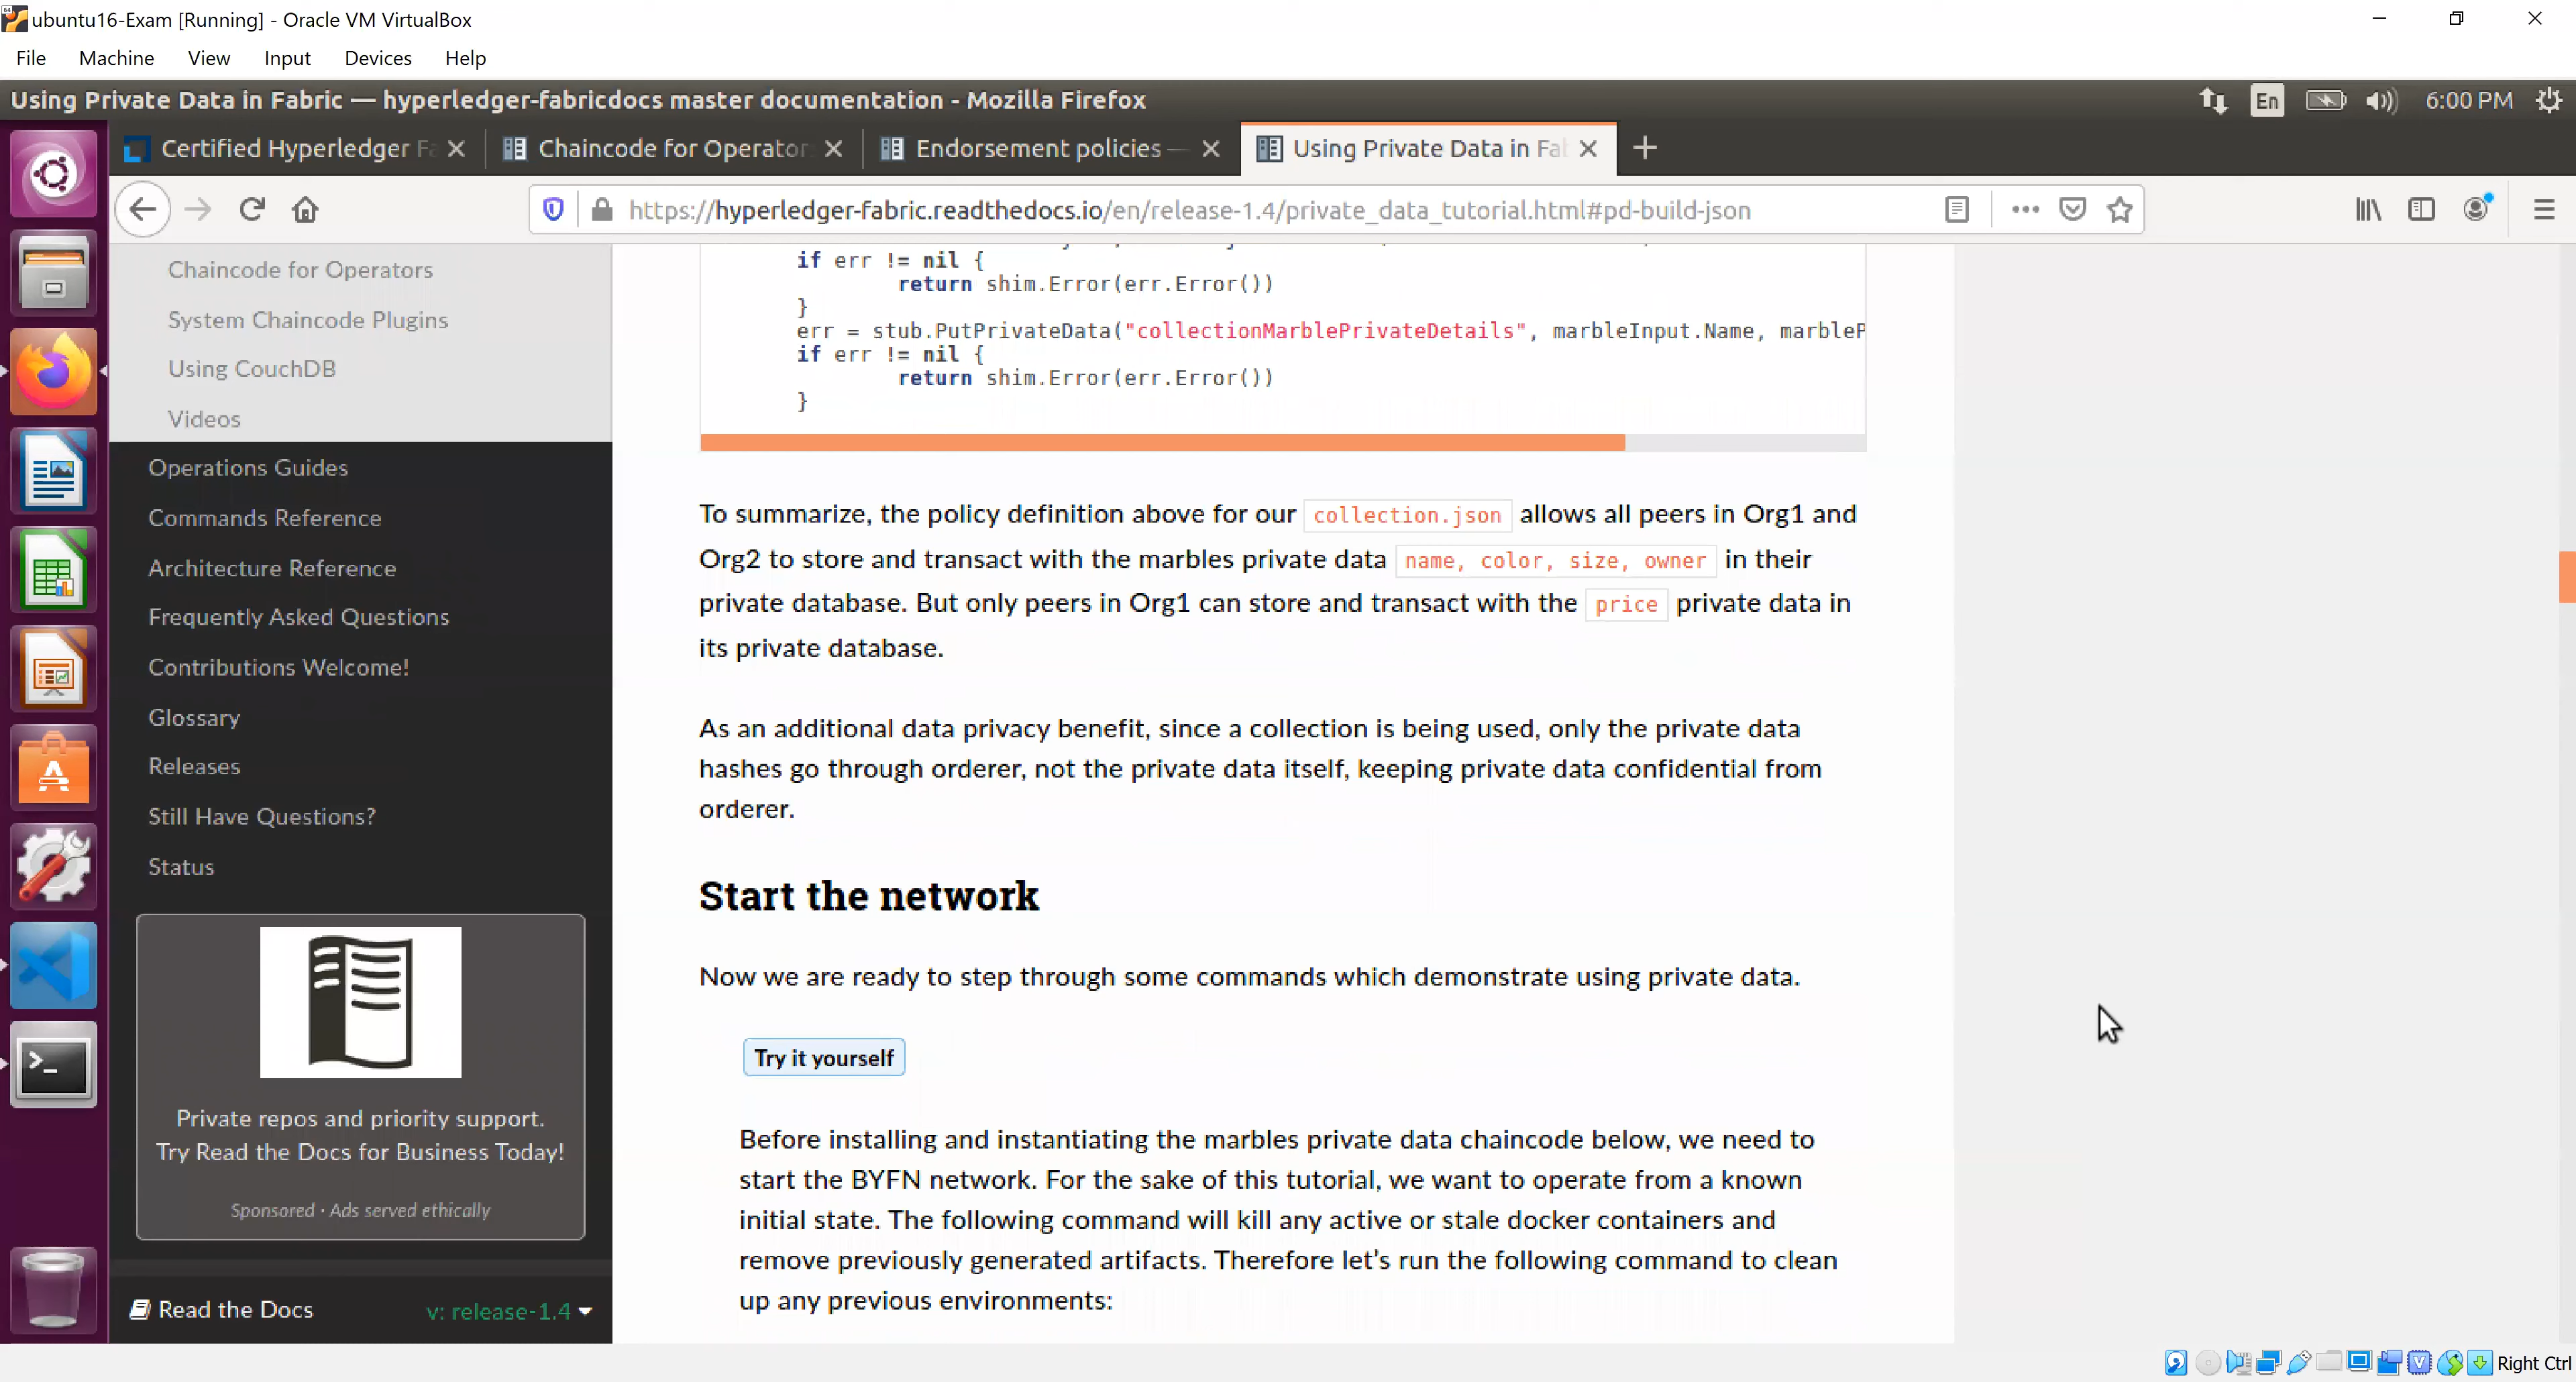 ubuntu16-Exam [Running] - Oracle VM VirtualBox
File Machine View Input Devices Help
Using Private Data in Fabric — hyperledger-fabricdocs master documentation - Mozilla Firefox
En 6:00 PM
Certified Hyperledger Fa
Chaincode for Operator
Endorsement policies —
Using Private Data in Fab
https://hyperledger-fabric.readthedocs.io/en/release-1.4/private_data_tutorial.html#pd-build-json
Chaincode for Operators
System Chaincode Plugins
Using CouchDB
Videos
Operations Guides
Commands Reference
Architecture Reference
Frequently Asked Questions
Contributions Welcome!
Glossary
Releases
Still Have Questions?
Status
Private repos and priority support.
Try Read the Docs for Business Today!
Sponsored · Ads served ethically
Read the Docs v: release-1.4
if err != nil {
return shim.Error(err.Error())
}
err = stub.PutPrivateData("collectionMarblePrivateDetails", marbleInput.Name, marbleP
if err != nil {
return shim.Error(err.Error())
}
To summarize, the policy definition above for our collection.json allows all peers in Org1 and
Org2 to store and transact with the marbles private data name, color, size, owner in their
private database. But only peers in Org1 can store and transact with the price private data in
its private database.
As an additional data privacy benefit, since a collection is being used, only the private data
hashes go through orderer, not the private data itself, keeping private data confidential from
orderer.
Start the network
Now we are ready to step through some commands which demonstrate using private data.
Try it yourself
Before installing and instantiating the marbles private data chaincode below, we need to
start the BYFN network. For the sake of this tutorial, we want to operate from a known
initial state. The following command will kill any active or stale docker containers and
remove previously generated artifacts. Therefore let's run the following command to clean
up any previous environments:
Right Ctrl